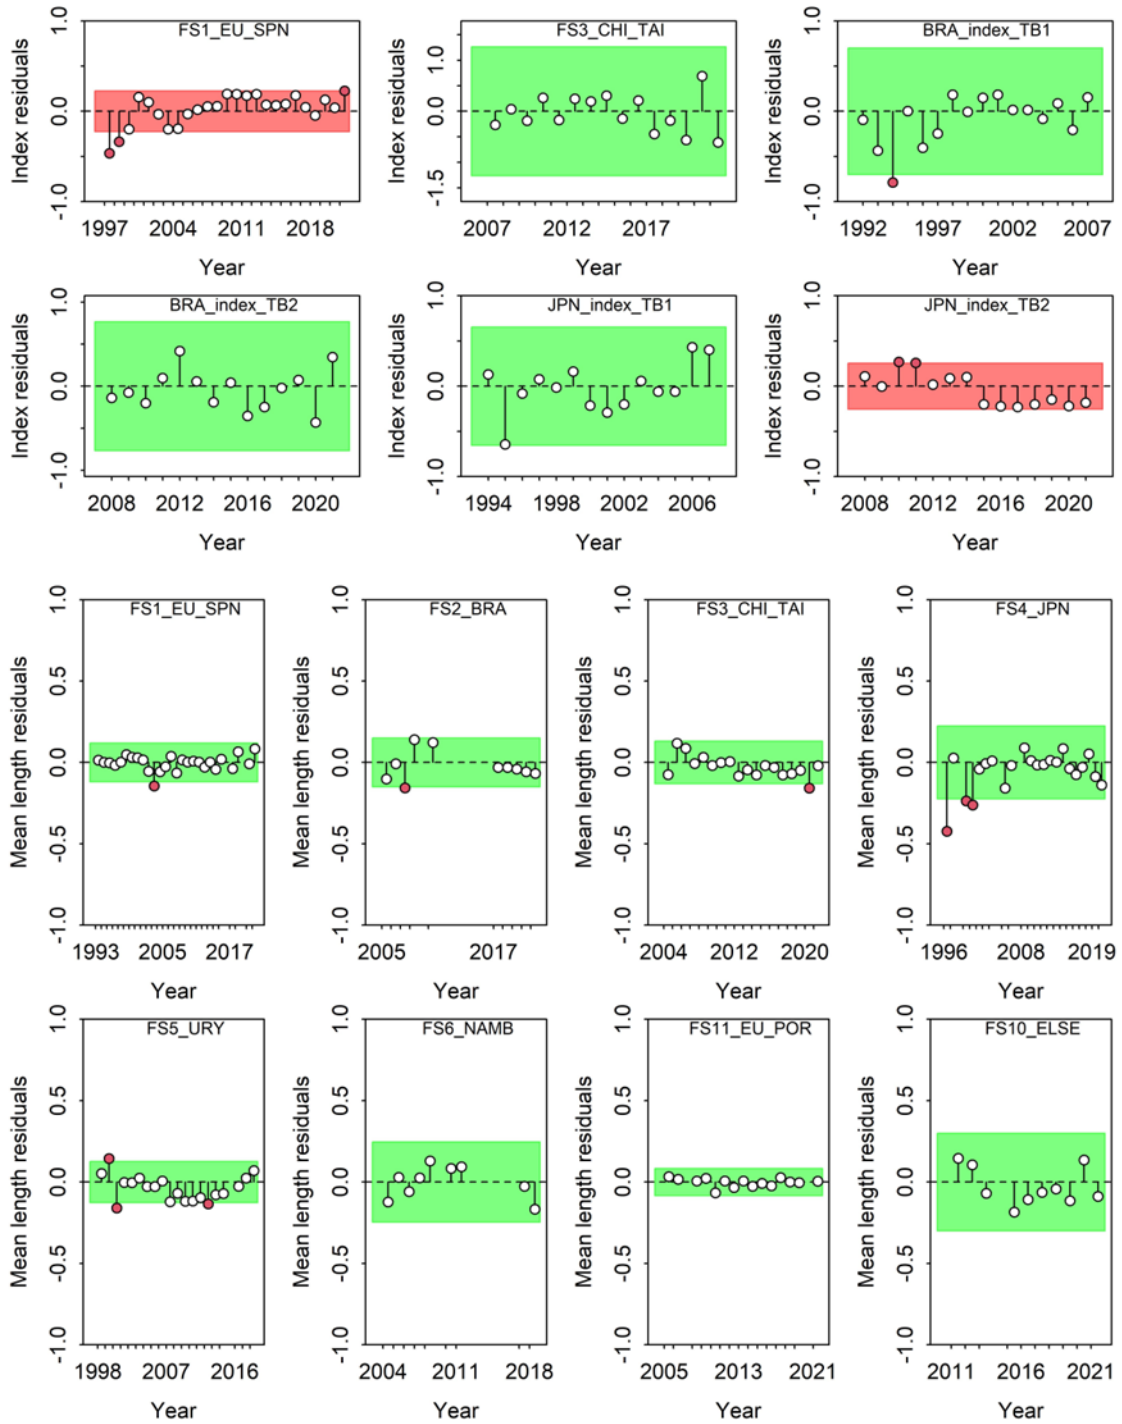 FS1_EU_SPN
Index residuals
1.0
0.0
-1.0
1997 2004 2011 2018
Year
FS3_CHI_TAI
Index residuals
1.0
0.0
-1.5
2007 2012 2017
Year
BRA_index_TB1
Index residuals
1.0
0.0
-1.0
1992 1997 2002 2007
Year
BRA_index_TB2
Index residuals
1.0
0.0
-1.0
2008 2012 2016 2020
Year
JPN_index_TB1
Index residuals
1.0
0.0
-1.0
1994 1998 2002 2006
Year
JPN_index_TB2
Index residuals
1.0
0.0
-1.0
2008 2012 2016 2020
Year
FS1_EU_SPN
Mean length residuals
1.0
0.5
0.0
-0.5
-1.0
1993 2005 2017
Year
FS2_BRA
Mean length residuals
1.0
0.5
0.0
-0.5
-1.0
2005 2017
Year
FS3_CHI_TAI
Mean length residuals
1.0
0.5
0.0
-0.5
-1.0
2004 2012 2020
Year
FS4_JPN
Mean length residuals
1.0
0.5
0.0
-0.5
-1.0
1996 2008 2019
Year
FS5_URY
Mean length residuals
1.0
0.5
0.0
-0.5
-1.0
1998 2007 2016
Year
FS6_NAMB
Mean length residuals
1.0
0.5
0.0
-0.5
-1.0
2004 2011 2018
Year
FS11_EU_POR
Mean length residuals
1.0
0.5
0.0
-0.5
-1.0
2005 2013 2021
Year
FS10_ELSE
Mean length residuals
1.0
0.5
0.0
-0.5
-1.0
2011 2016 2021
Year